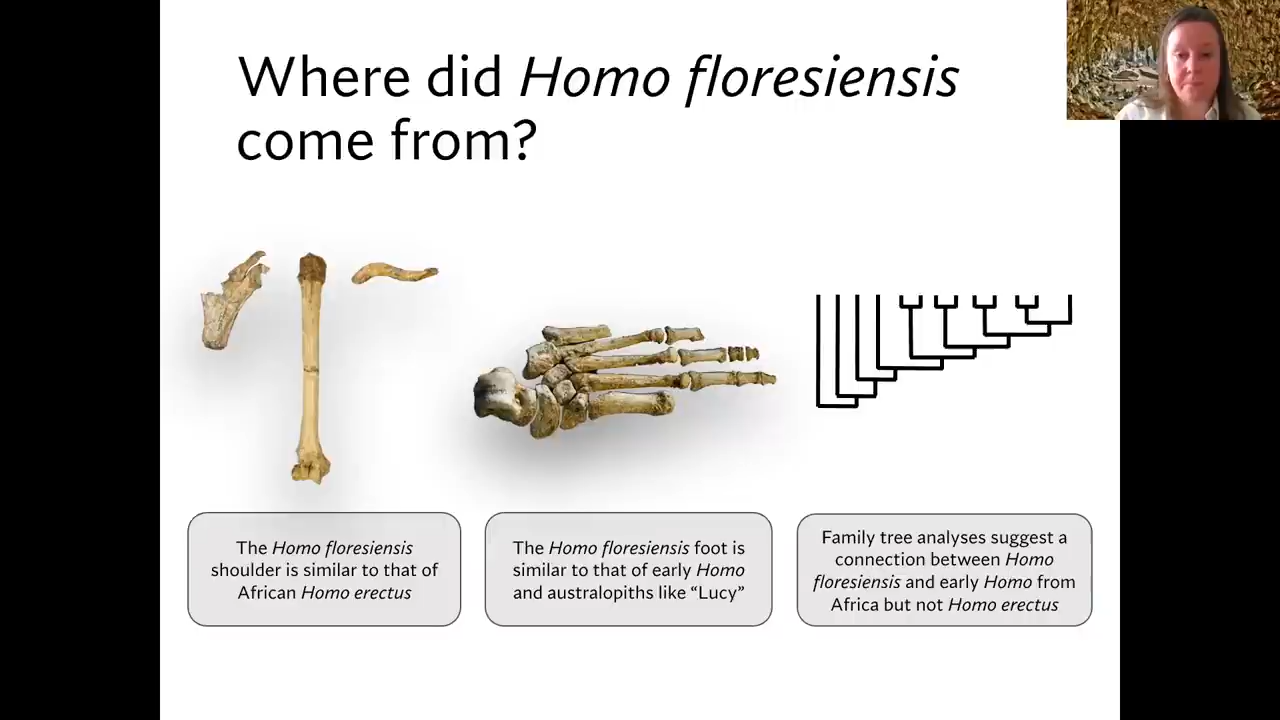 Where did Homo floresiensis
come from?
The Homo floresiensis
shoulder is similar to that of
African Homo erectus
The Homo floresiensis foot is
similar to that of early Homo
and australopiths like “Lucy”
Family tree analyses suggest a
connection between Homo
floresiensis and early Homo from
Africa but not Homo erectus